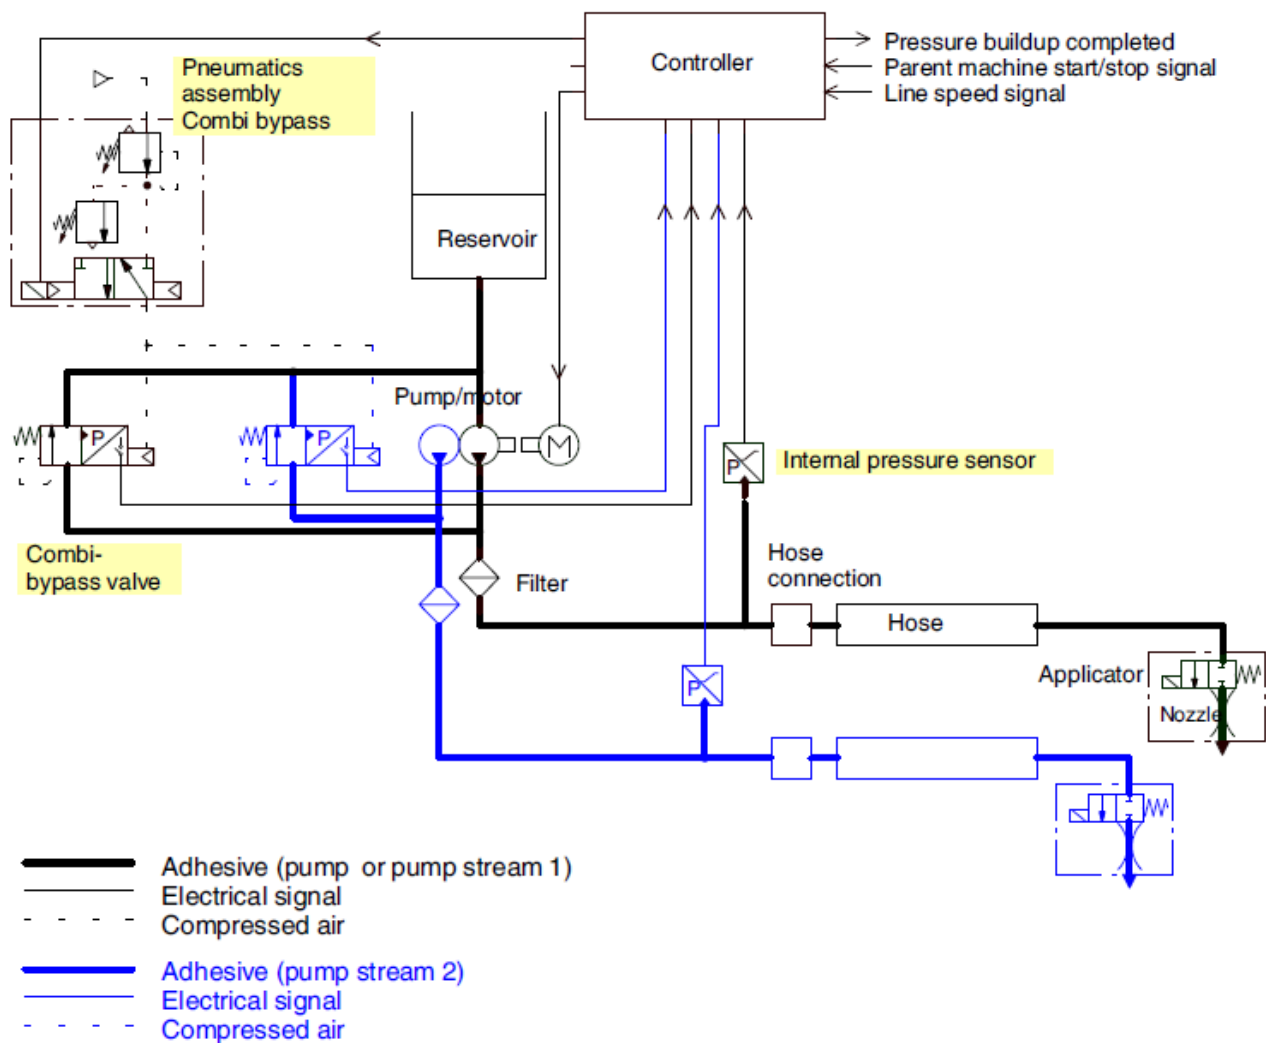 Pneumatics
assembly
Combi bypass
Controller
Pressure buildup completed
Parent machine start/stop signal
Line speed signal
Reservoir
Pump/motor
P
P
M
P
Internal pressure sensor
Combi-
bypass valve
Filter
Hose
connection
Hose
Applicator
Nozzle
P
Adhesive (pump or pump stream 1)
Electrical signal
Compressed air
Adhesive (pump stream 2)
Electrical signal
Compressed air